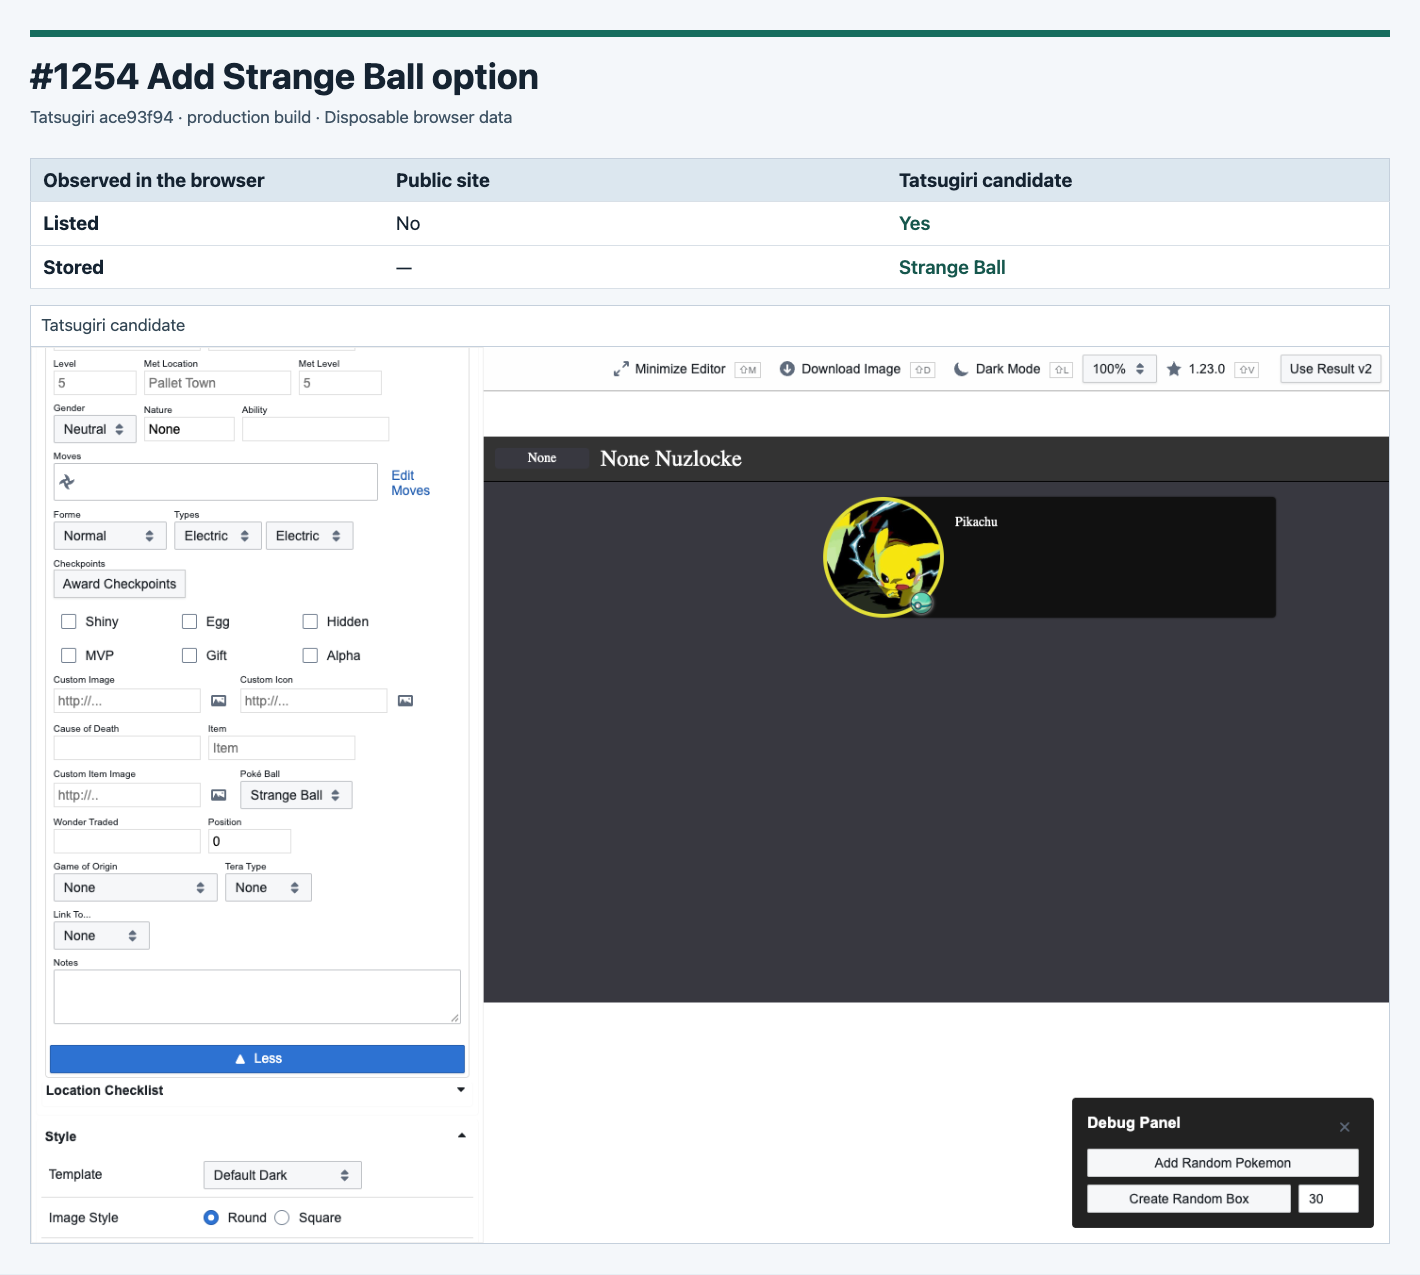 #1254 Add Strange Ball option
Tatsugiri ace93f94 · production build · Disposable browser data
Observed in the browser Public site Tatsugiri candidate
Listed No Yes
Stored — Strange Ball
Tatsugiri candidate
Level Met Location Met Level
5 Pallet Town 5
Minimize Editor ⇧M Download Image ⇧D Dark Mode ⇧L 100% 1.23.0 ⇧V Use Result v2
Gender Nature Ability
Neutral None
None None Nuzlocke
Moves
Edit Moves
Pikachu
Forme Types
Normal Electric Electric
Checkpoints
Award Checkpoints
Shiny Egg Hidden
MVP Gift Alpha
Custom Image Custom Icon
http://... http://...
Cause of Death Item
Item
Custom Item Image Poké Ball
http://.. Strange Ball
Wonder Traded Position
0
Game of Origin Tera Type
None None
Link To...
None
Notes
Less
Location Checklist
Style
Template Default Dark
Image Style Round Square
Debug Panel
Add Random Pokemon
Create Random Box 30